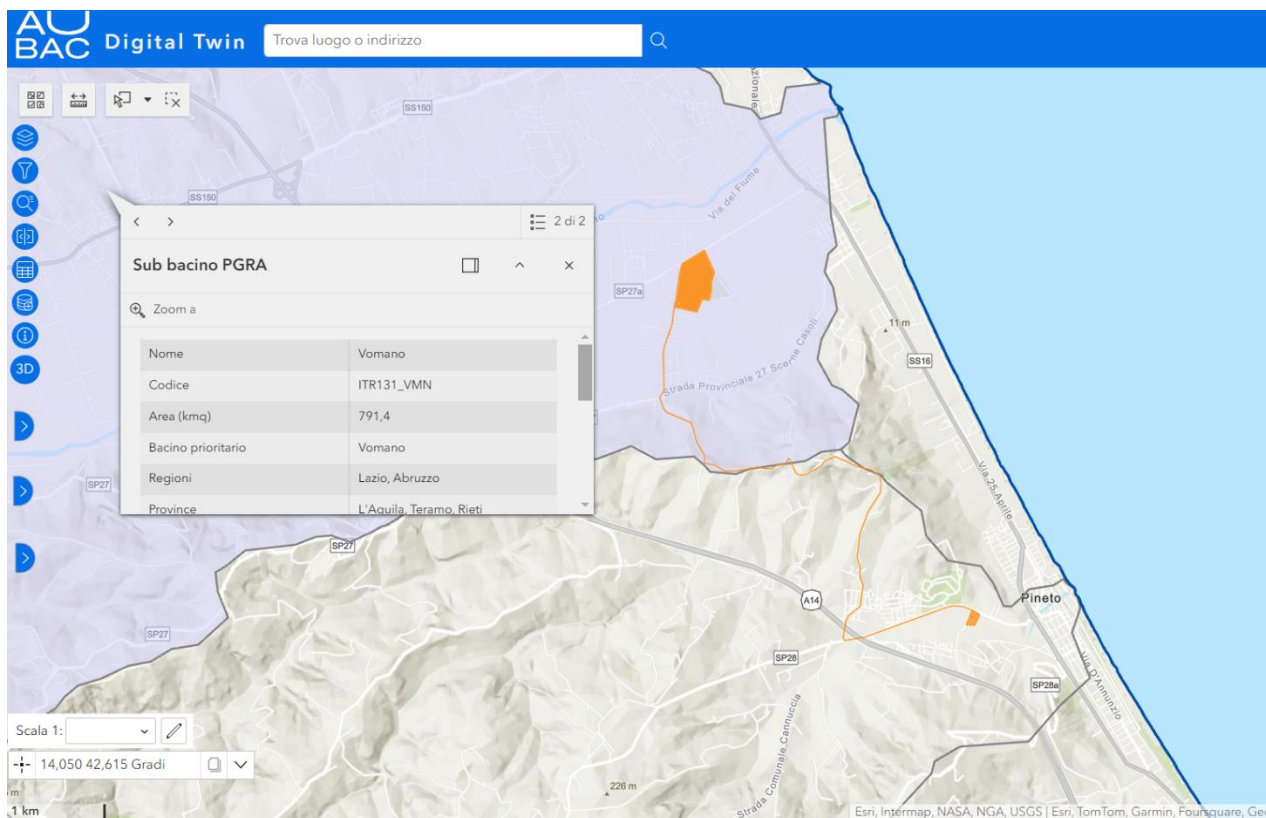 AU
BAC Digital Twin
Trova luogo o indirizzo
SS150
SS150
2 di 2
Sub bacino PGRA
Zoom a
Nome Vomano
Codice ITR131_VMN
Area (kmq) 791,4
Bacino prioritario Vomano
Regioni Lazio, Abruzzo
Province L'Aquila, Teramo, Rieti
3D
Via del Fiume
SP27a
11 m
SS16
Strada Provinciale 27 Scerne Casoli
Via 25 Aprile
SP27
SP27
SP27
A14
Pineto
SP28
SP28a
Via D'Annunzio
Strada Comunale Cannuccia
226 m
Scala 1:
14,050 42,615 Gradi
1 km
Esri, Intermap, NASA, NGA, USGS | Esri, TomTom, Garmin, Foursquare, Geo